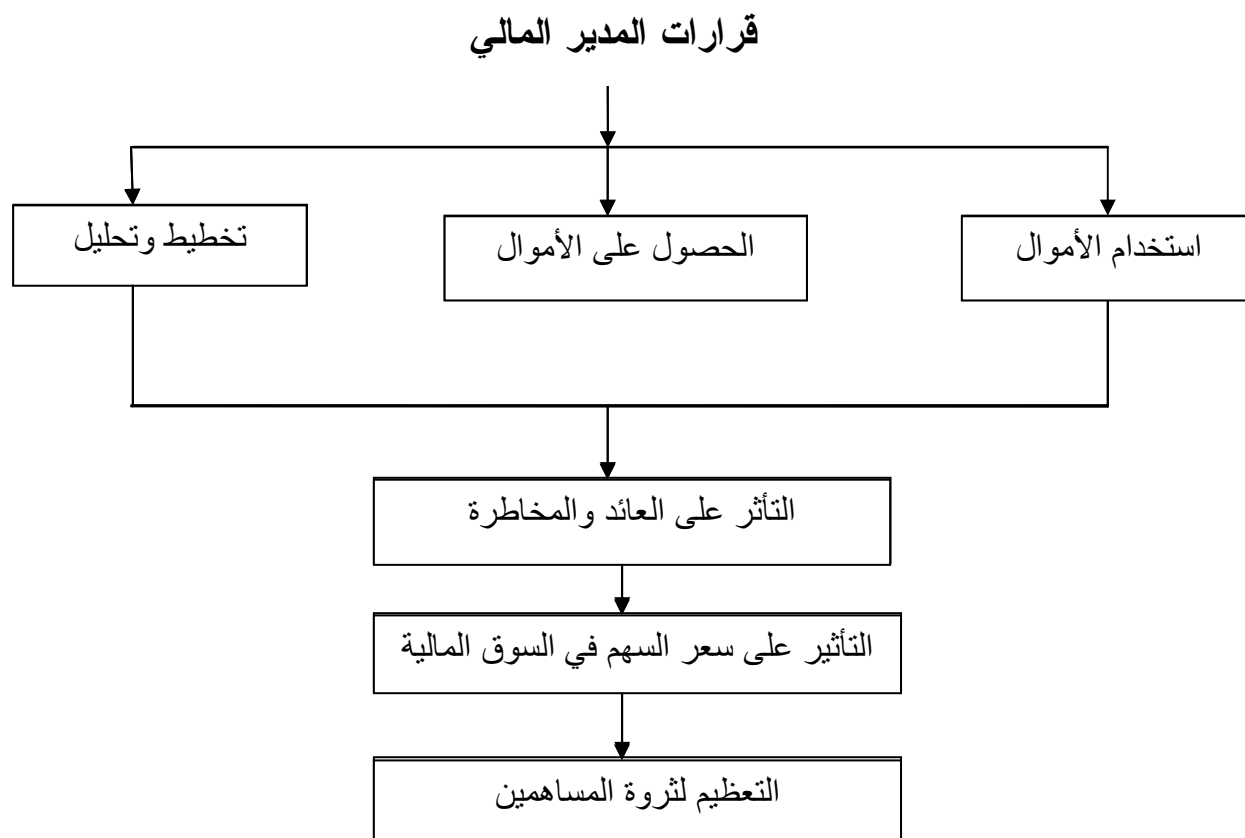 قرارات المدير المالي
استخدام الأموال
الحصول على الأموال
تخطيط وتحليل
التأثر على العائد والمخاطرة
التأثير على سعر السهم في السوق المالية
التعظيم لثروة المساهمين